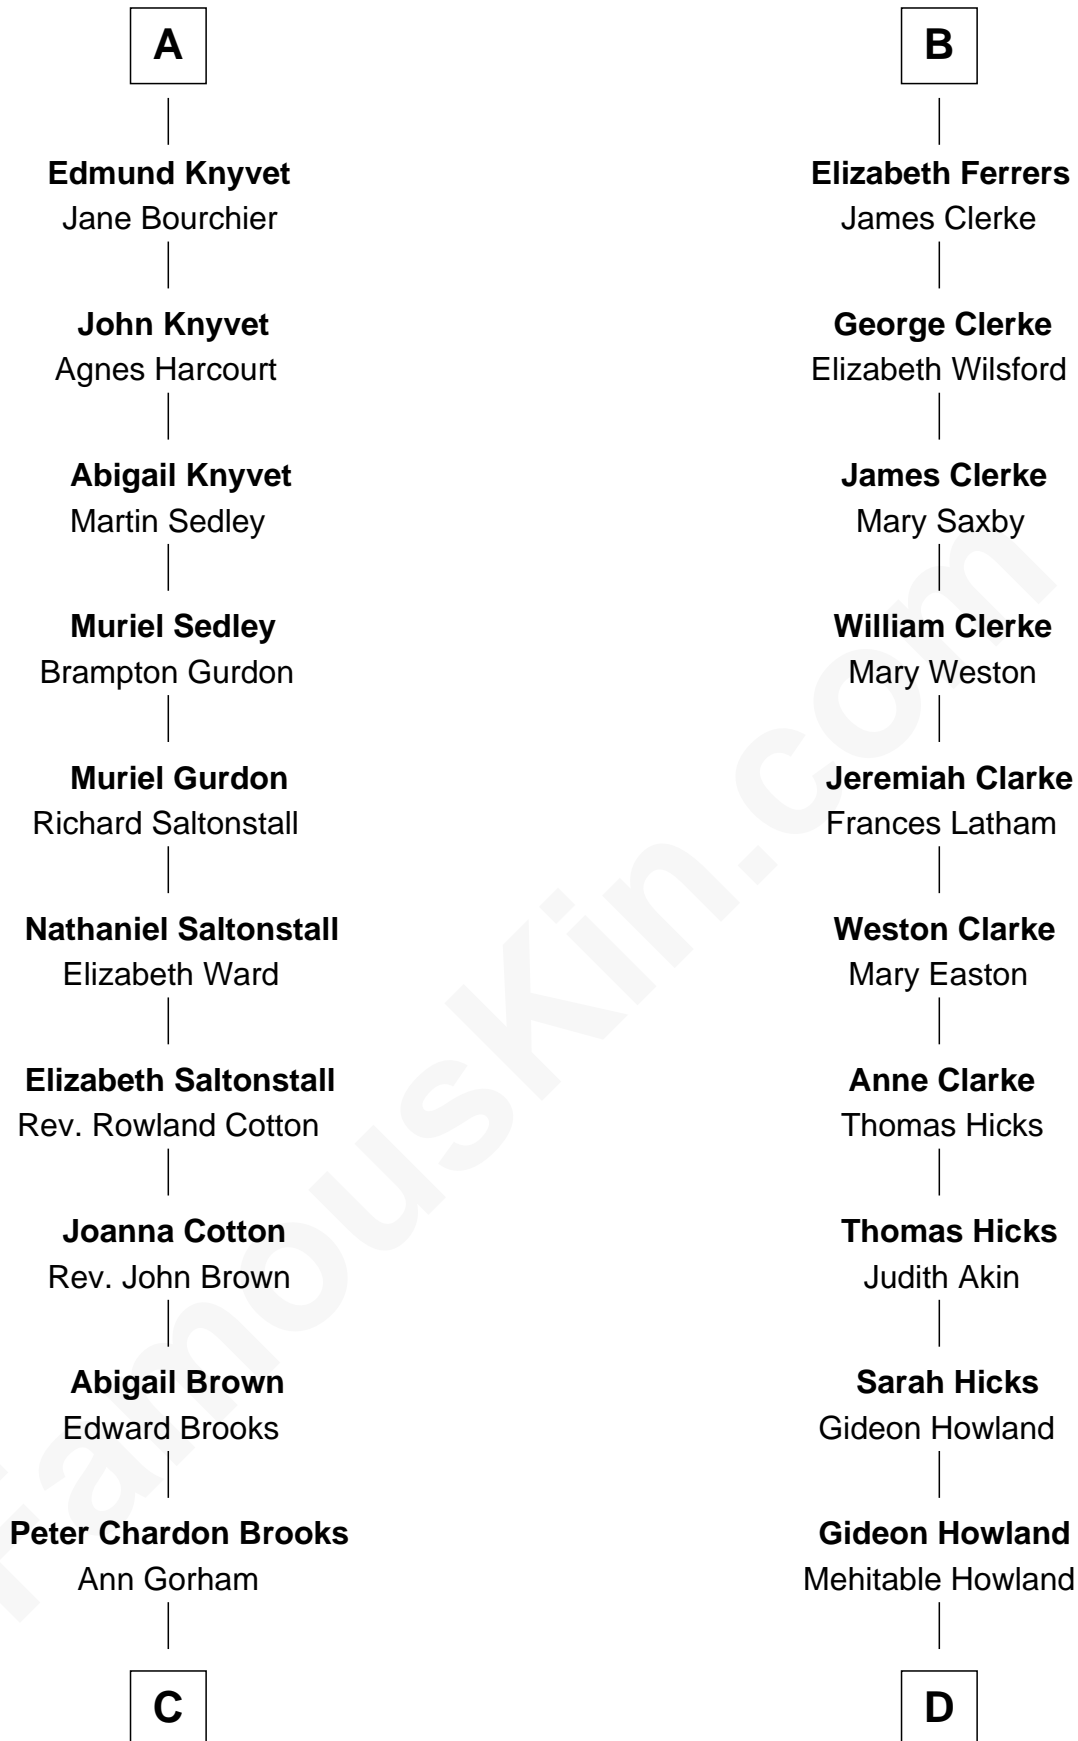 A
Edmund Knyvet
Jane Bourchier
John Knyvet
Agnes Harcourt
Abigail Knyvet
Martin Sedley
Muriel Sedley
Brampton Gurdon
Muriel Gurdon
Richard Saltonstall
Nathaniel Saltonstall
Elizabeth Ward
Elizabeth Saltonstall
Rev. Rowland Cotton
Joanna Cotton
Rev. John Brown
Abigail Brown
Edward Brooks
Peter Chardon Brooks
Ann Gorham
C
B
Elizabeth Ferrers
James Clerke
George Clerke
Elizabeth Wilsford
James Clerke
Mary Saxby
William Clerke
Mary Weston
Jeremiah Clarke
Frances Latham
Weston Clarke
Mary Easton
Anne Clarke
Thomas Hicks
Thomas Hicks
Judith Akin
Sarah Hicks
Gideon Howland
Gideon Howland
Mehitable Howland
D
FamousKin.com